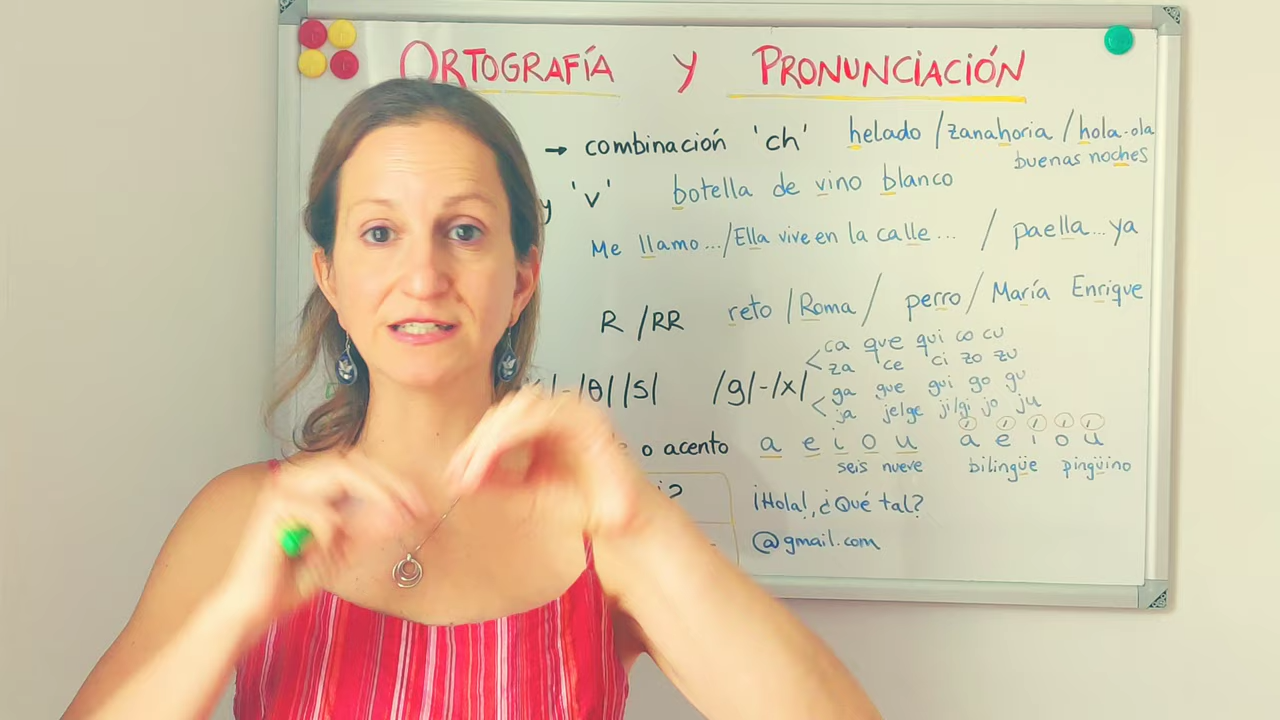 ORTOGRAFÍA Y PRONUNCIACIÓN
→ combinación 'ch' helado / zanahoria / hola-ola
buenas noches
y 'v' botella de vino blanco
Me llamo... / Ella vive en la calle... / paella...ya
R / RR reto / Roma / perro / María Enrique
ca que qui co cu
za ce ci zo zu
/θ| |s| /g|-|x|
ga gue gui go gu
ja je/ge ji/gi jo ju
o acento a e i o u a e i o u
seis nueve bilingüe pingüino
¡Hola!, ¿Qué tal?
@gmail.com